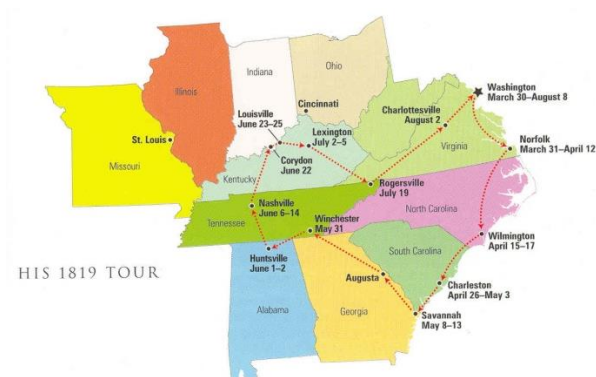 Ohio
Indiana
Illinois
Washington
March 30–August 8
Cincinnati
Charlottesville
August 2
Louisville
June 23–25
Lexington
July 2–5
Norfolk
March 31–April 12
St. Louis
Virginia
Corydon
June 22
Missouri
Kentucky
Rogersville
July 19
Nashville
June 6–14
North Carolina
Tennessee
Winchester
May 31
Wilmington
April 15–17
South Carolina
HIS 1819 TOUR
Huntsville
June 1–2
Augusta
Charleston
April 26–May 3
Alabama
Georgia
Savannah
May 8–13